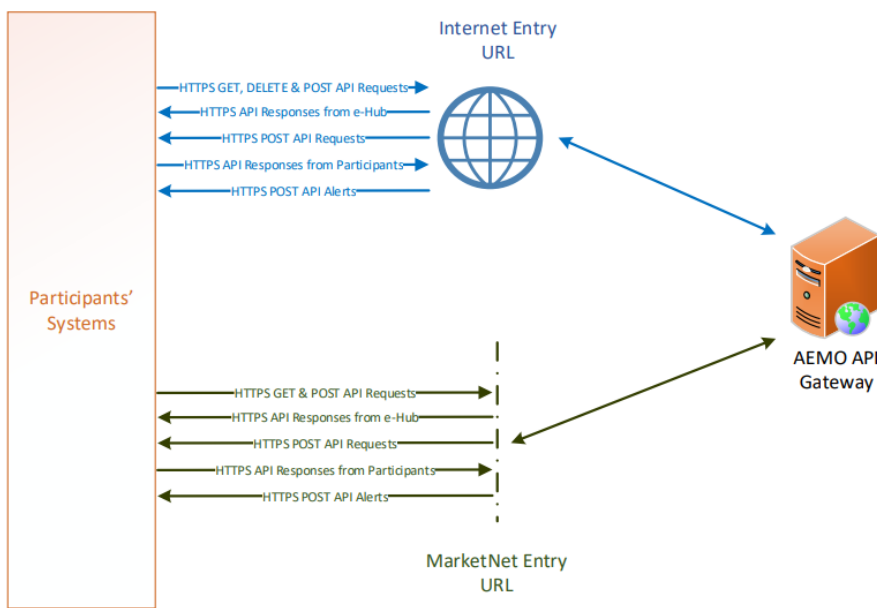 Internet Entry
URL
HTTPS GET, DELETE & POST API Requests
HTTPS API Responses from e-Hub
HTTPS POST API Requests
HTTPS API Responses from Participants
HTTPS POST API Alerts
Participants’
Systems
AEMO API
Gateway
HTTPS GET & POST API Requests
HTTPS API Responses from e-Hub
HTTPS POST API Requests
HTTPS API Responses from Participants
HTTPS POST API Alerts
MarketNet Entry
URL